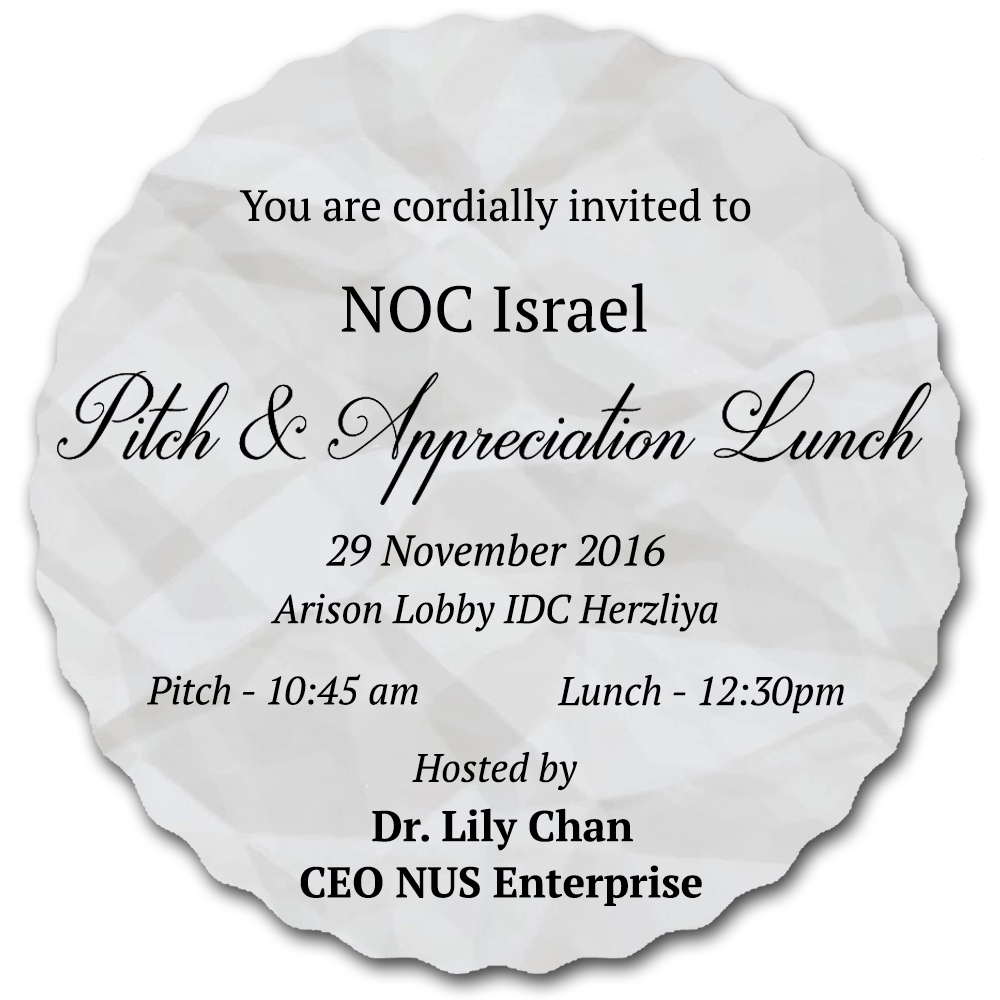 You are cordially invited to
NOC Israel
Pitch & Appreciation Lunch
29 November 2016
Arison Lobby IDC Herzliya
Pitch - 10:45 am Lunch - 12:30pm
Hosted by
Dr. Lily Chan
CEO NUS Enterprise